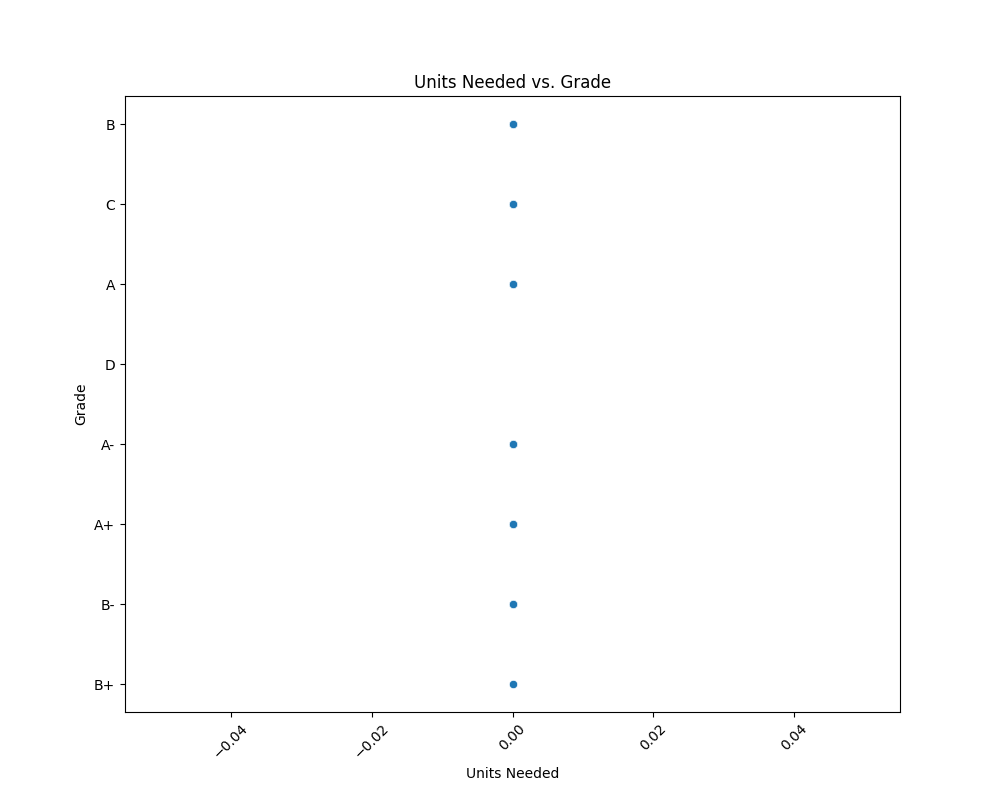 Units Needed vs. Grade
B
C
A
D
Grade
A-
A+
B-
B+
−0.04
−0.02
0.00
0.02
0.04
Units Needed